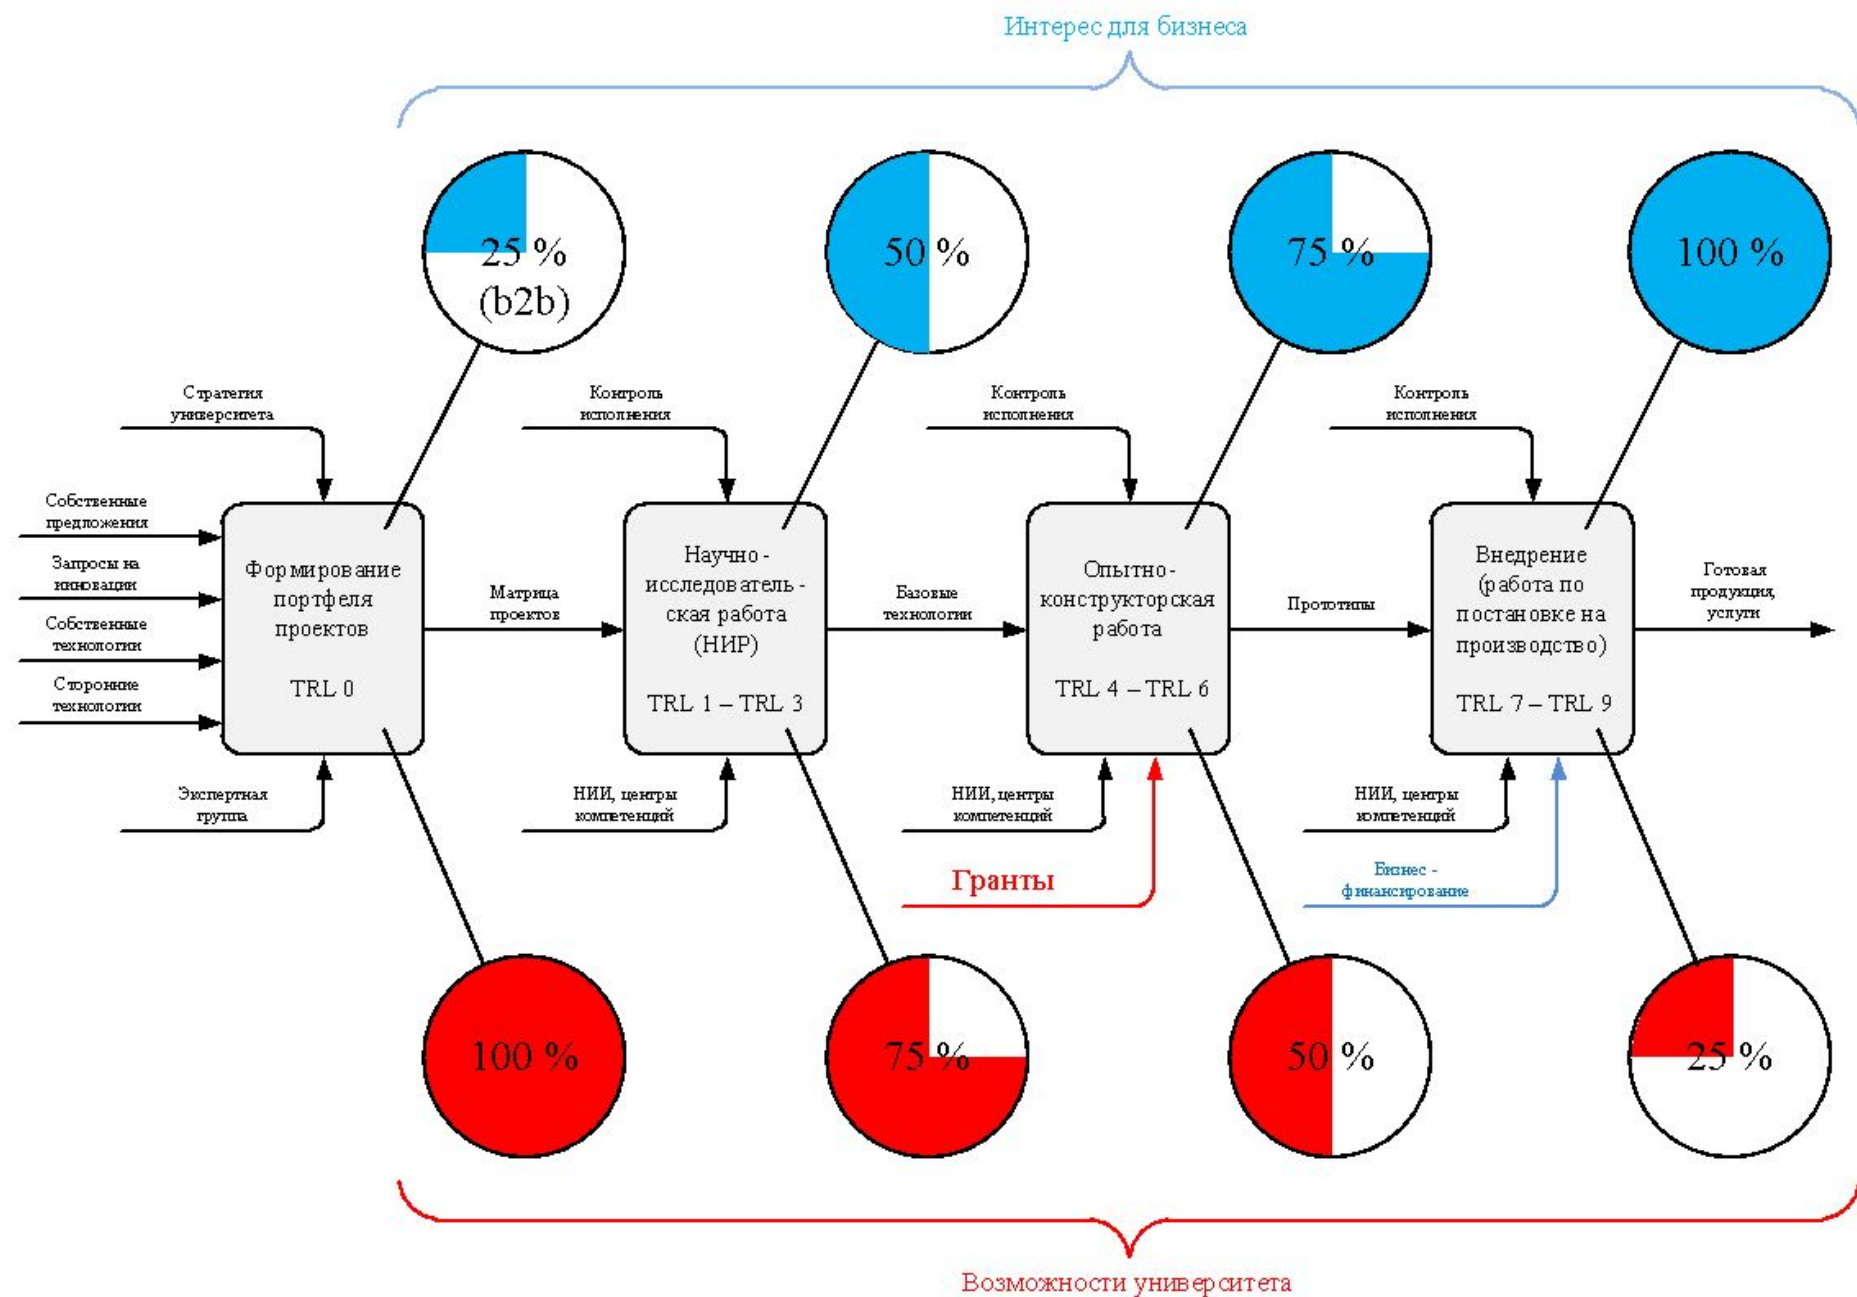 Интерес для бизнеса
25 %
(b2b)
50 %
75 %
100 %
Стратегия
университета
Контроль
исполнения
Контроль
исполнения
Контроль
исполнения
Собственные
предложения
Запросы на
инновации
Собственные
технологии
Сторонние
технологии
Формирование
портфеля
проектов
TRL 0
Матрица
проектов
Научно -
исследователь -
ская работа
(НИР)
TRL 1 – TRL 3
Базовые
технологии
Опытно-
конструкторская
работа
TRL 4 – TRL 6
Прототипы
Внедрение
(работа по
постановке на
производство)
TRL 7 – TRL 9
Готовая
продукция,
услуги
Экспертная
группа
НИИ, центры
компетенций
НИИ, центры
компетенций
НИИ, центры
компетенций
Гранты
Бизнес -
финансирование
100 %
75 %
50 %
25 %
Возможности университета